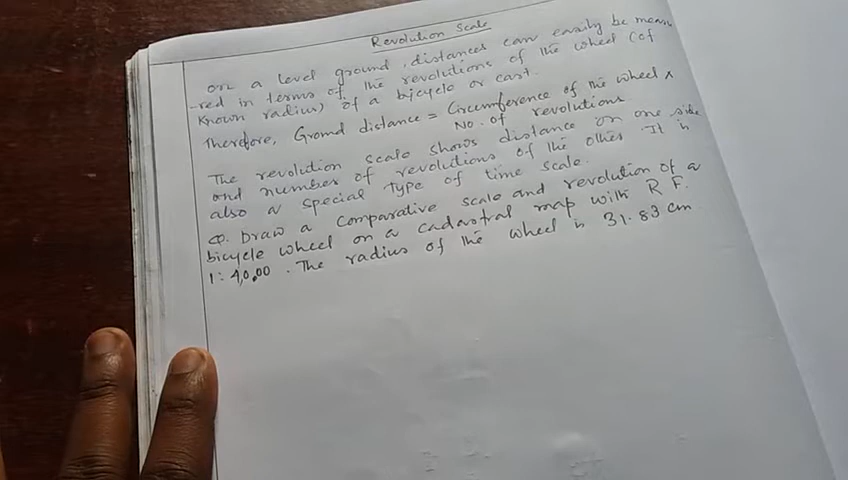 Revolution Scale
on a level ground, distances can easily be meau
-red in terms of the revolutions of the wheel (of
known radius) of a bicycle or cart.
Therefore, Ground distance = Circumference of the wheel x
No. of revolutions
The revolution scale shows distance on one side
and number of revolutions of the other. It is
also a special type of time scale.
Q. Draw a comparative scale and revolution of a
bicycle wheel on a cadastral map with R F.
1: 40,00. The radius of the wheel is 31.83 cm